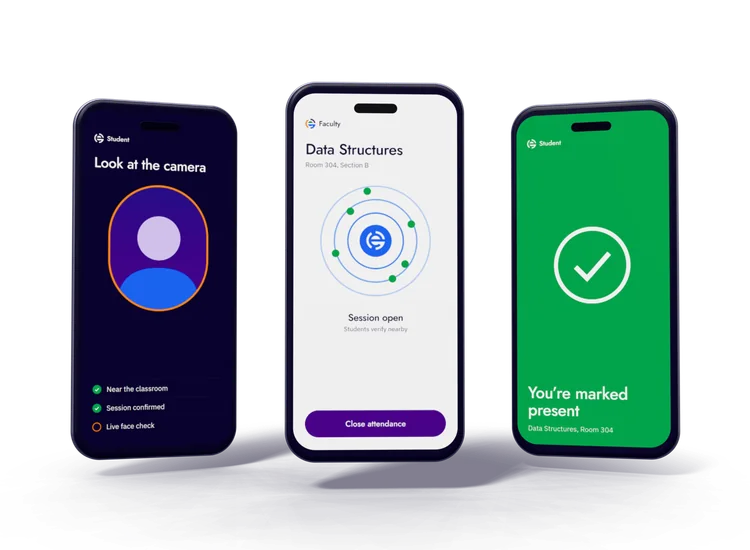 Student
Look at the camera
Near the classroom
Session confirmed
Live face check
Faculty
Data Structures
Room 304, Section B
Session open
Students verify nearby
Close attendance
Student
You're marked
present
Data Structures, Room 304